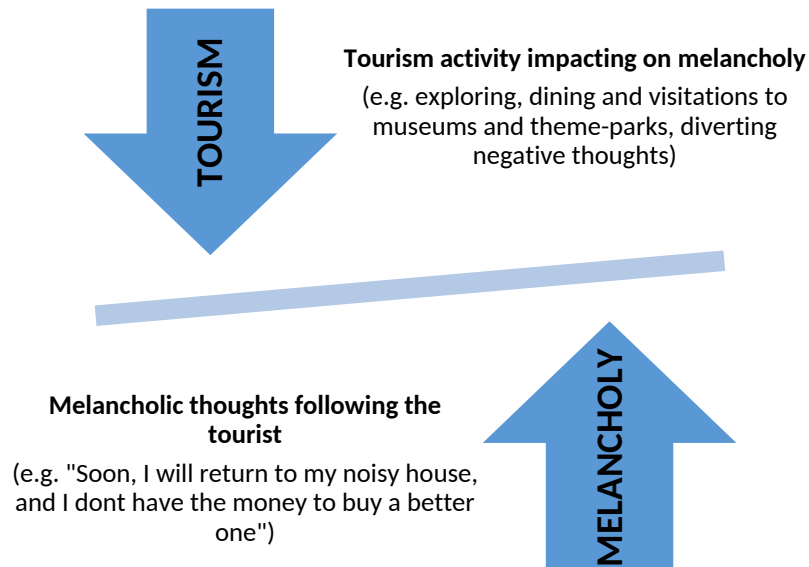 TOURISM
Tourism activity impacting on melancholy
(e.g. exploring, dining and visitations to
museums and theme-parks, diverting
negative thoughts)
Melancholic thoughts following the
tourist
(e.g. "Soon, I will return to my noisy house,
and I dont have the money to buy a better
one")
MELANCHOLY